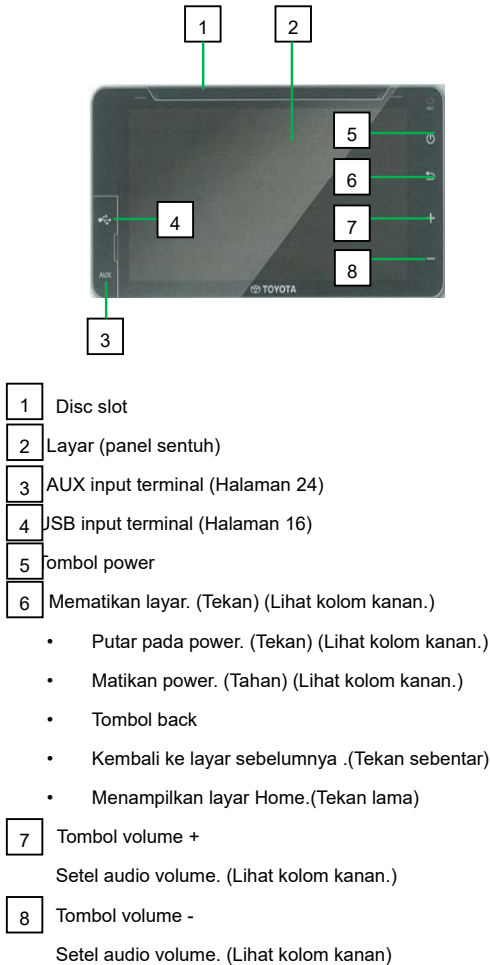 1
2
5
6
4
7
8
AUX
TOYOTA
3
1 Disc slot
2 Layar (panel sentuh)
3 AUX input terminal (Halaman 24)
4 USB input terminal (Halaman 16)
5 Tombol power
6 Mematikan layar. (Tekan) (Lihat kolom kanan.)
• Putar pada power. (Tekan) (Lihat kolom kanan.)
• Matikan power. (Tahan) (Lihat kolom kanan.)
• Tombol back
• Kembali ke layar sebelumnya .(Tekan sebentar)
• Menampilkan layar Home.(Tekan lama)
7 Tombol volume +
Setel audio volume. (Lihat kolom kanan.)
8 Tombol volume -
Setel audio volume. (Lihat kolom kanan)